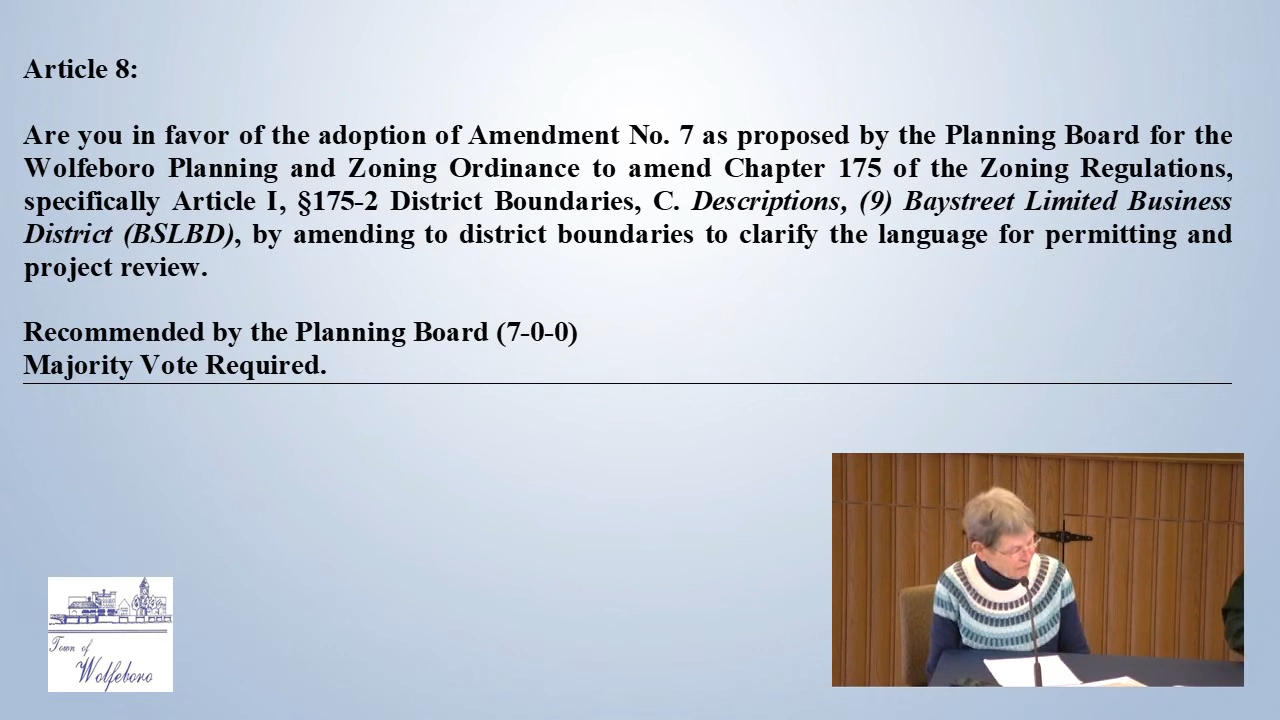 Article 8:
Are you in favor of the adoption of Amendment No. 7 as proposed by the Planning Board for the
Wolfeboro Planning and Zoning Ordinance to amend Chapter 175 of the Zoning Regulations,
specifically Article I, §175-2 District Boundaries, C. Descriptions, (9) Baystreet Limited Business
District (BSLBD), by amending to district boundaries to clarify the language for permitting and
project review.
Recommended by the Planning Board (7-0-0)
Majority Vote Required.
Town of
Wolfeboro